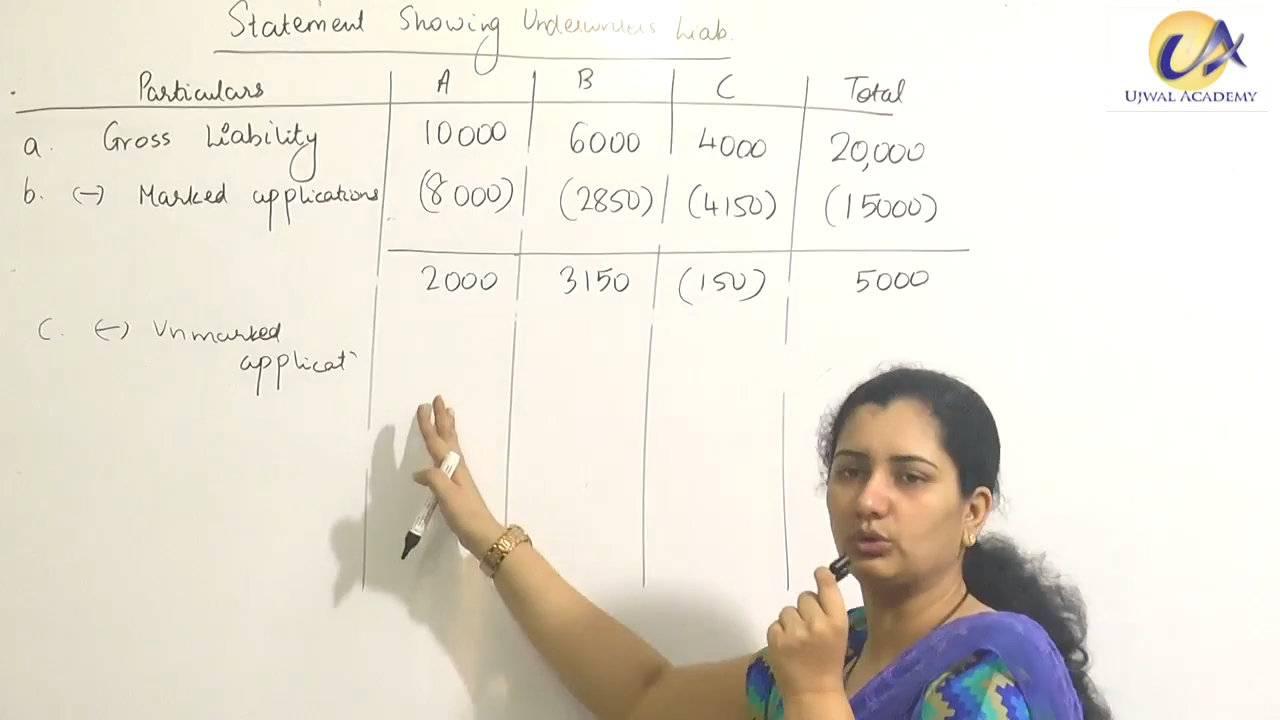 Statement Showing Underwriters Liab.
UJWAL ACADEMY
Particulars A B C Total
a. Gross Liability 10000 6000 4000 20,000
b. (-) Marked applications (8000) (2850) (4150) (15000)
2000 3150 (150) 5000
C. (-) Unmarked
applicatⁿ